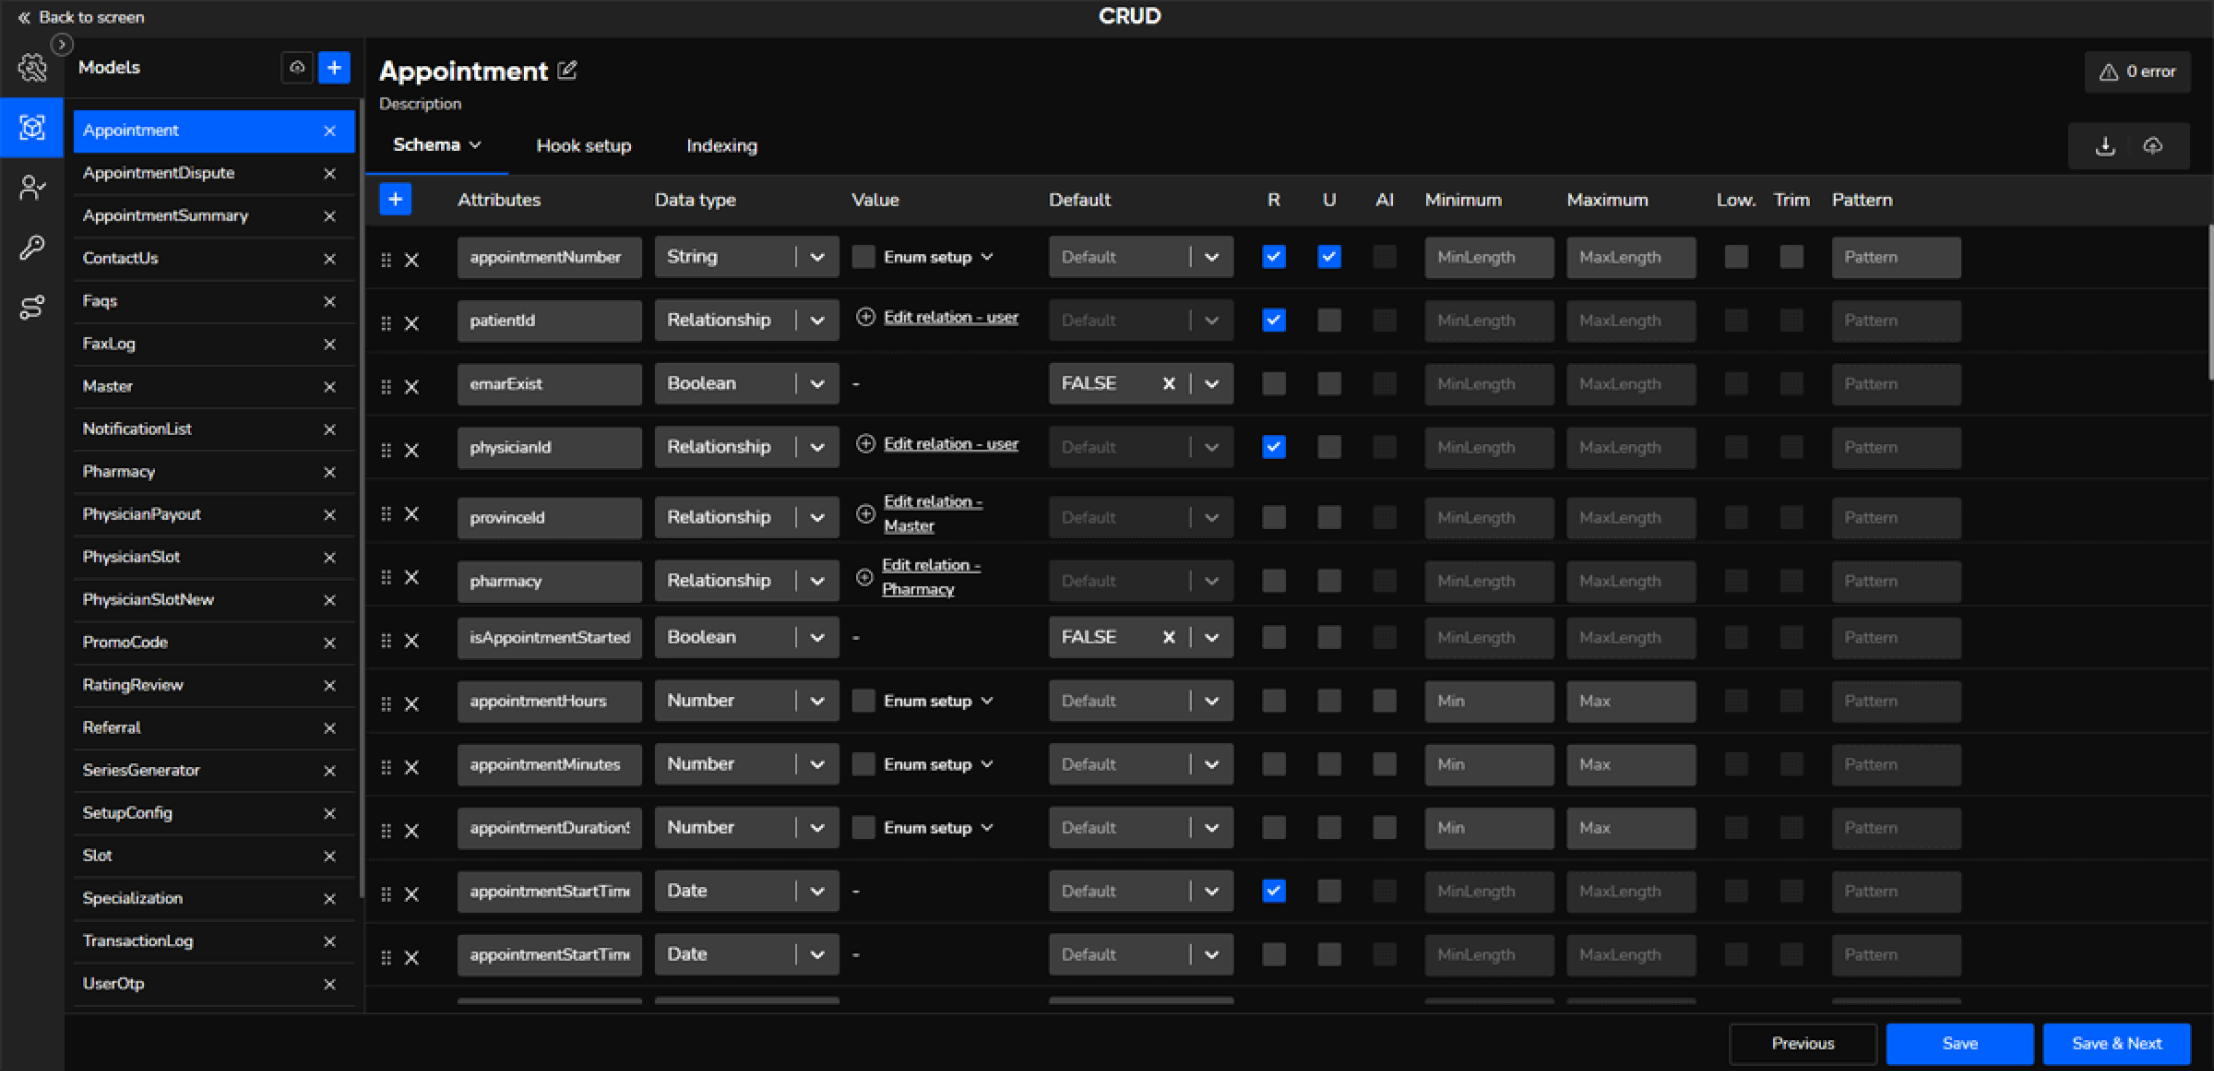 Back to screen
CRUD
Models
Appointment
0 error
Description
Schema Hook setup Indexing
Appointment
AppointmentDispute
AppointmentSummary
ContactUs
Faqs
FaxLog
Master
NotificationList
Pharmacy
PhysicianPayout
PhysicianSlot
PhysicianSlotNew
PromoCode
RatingReview
Referral
SeriesGenerator
SetupConfig
Slot
Specialization
TransactionLog
UserOtp
Attributes Data type Value Default R U AI Minimum Maximum Low. Trim Pattern
appointmentNumber String Enum setup Default MinLength MaxLength Pattern
patientId Relationship Edit relation - user Default MinLength MaxLength Pattern
emarExist Boolean - FALSE MinLength MaxLength Pattern
physicianId Relationship Edit relation - user Default MinLength MaxLength Pattern
provinceId Relationship Edit relation - Master Default MinLength MaxLength Pattern
pharmacy Relationship Edit relation - Pharmacy Default MinLength MaxLength Pattern
isAppointmentStarted Boolean - FALSE MinLength MaxLength Pattern
appointmentHours Number Enum setup Default Min Max Pattern
appointmentMinutes Number Enum setup Default Min Max Pattern
appointmentDuration Number Enum setup Default Min Max Pattern
appointmentStartTim Date - Default MinLength MaxLength Pattern
appointmentStartTim Date - Default MinLength MaxLength Pattern
Previous Save Save & Next